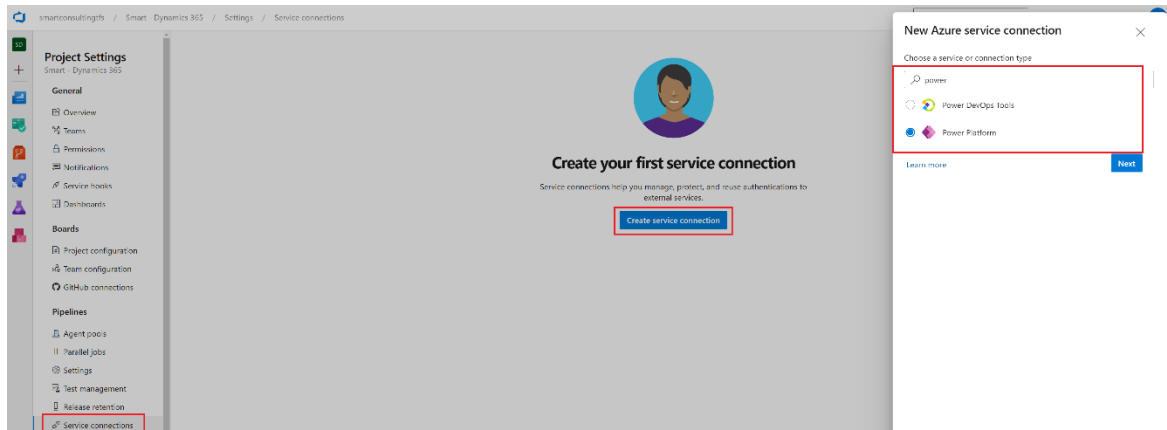 smartconsultingtfs / Smart - Dynamics 365 / Settings / Service connections
SD
Project Settings
Smart - Dynamics 365
General
Overview
Teams
Permissions
Notifications
Service hooks
Dashboards
Boards
Project configuration
Team configuration
GitHub connections
Pipelines
Agent pools
Parallel jobs
Settings
Test management
Release retention
Service connections
Create your first service connection
Service connections help you manage, protect, and reuse authentications to
external services.
Create service connection
New Azure service connection
Choose a service or connection type
power
Power DevOps Tools
Power Platform
Learn more
Next